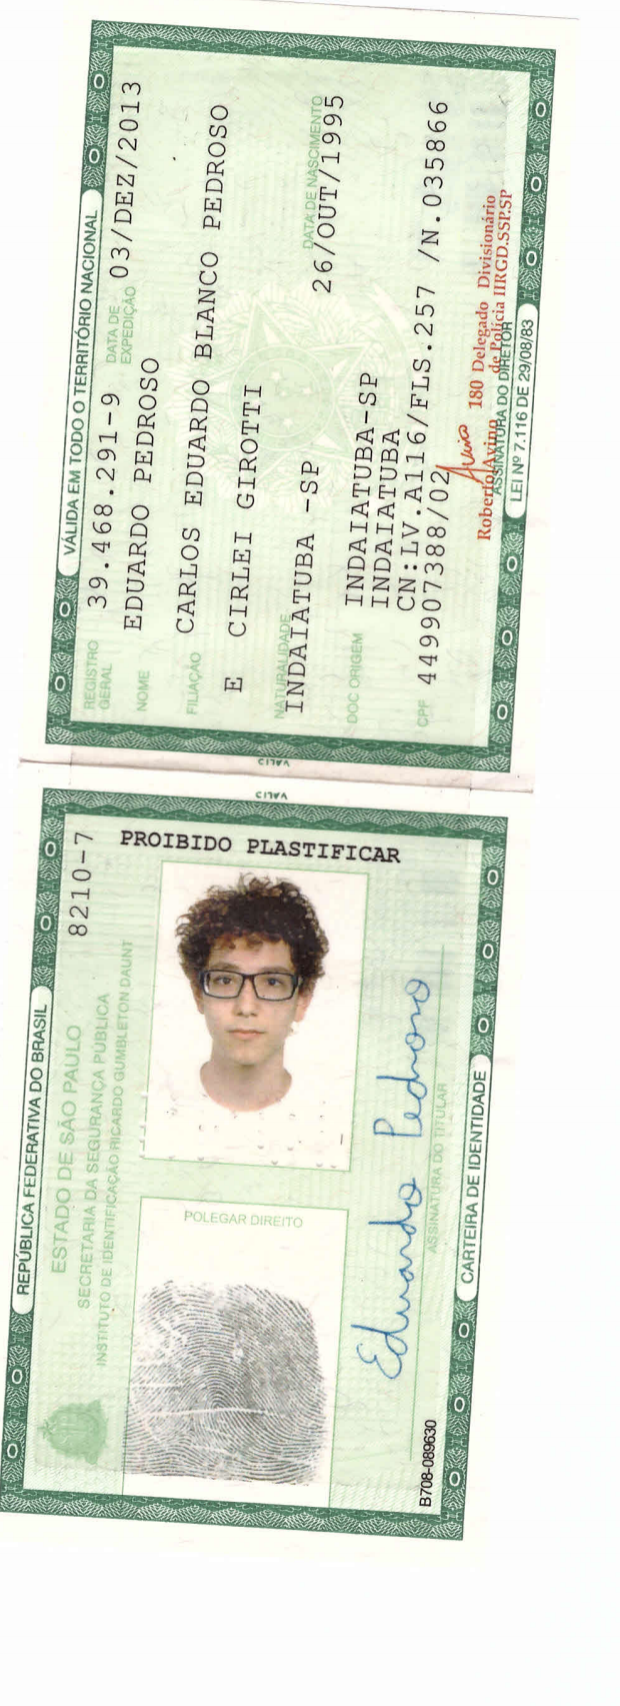 VÁLIDA EM TODO O TERRITÓRIO NACIONAL
REGISTRO GERAL 39.468.291-9 DATA DE EXPEDIÇÃO 03/DEZ/2013
NOME EDUARDO PEDROSO
FILIAÇÃO CARLOS EDUARDO BLANCO PEDROSO
E CIRLEI GIROTTI
NATURALIDADE INDAIATUBA -SP DATA DE NASCIMENTO 26/OUT/1995
DOC ORIGEM INDAIATUBA-SP
INDAIATUBA
CN:LV.A116/FLS.257 /N.035866
CPF 449907388/02
180 Delegado Divisionário
Roberto Avino de Polícia IIRGD.SSP.SP
ASSINATURA DO DIRETOR
LEI Nº 7.116 DE 29/08/83
VALID
VALID
REPÚBLICA FEDERATIVA DO BRASIL
8210-7
ESTADO DE SÃO PAULO
SECRETARIA DA SEGURANÇA PÚBLICA
INSTITUTO DE IDENTIFICAÇÃO RICARDO GUMBLETON DAUNT
PROIBIDO PLASTIFICAR
POLEGAR DIREITO
Eduardo Pedroso
ASSINATURA DO TITULAR
B708-089630
CARTEIRA DE IDENTIDADE